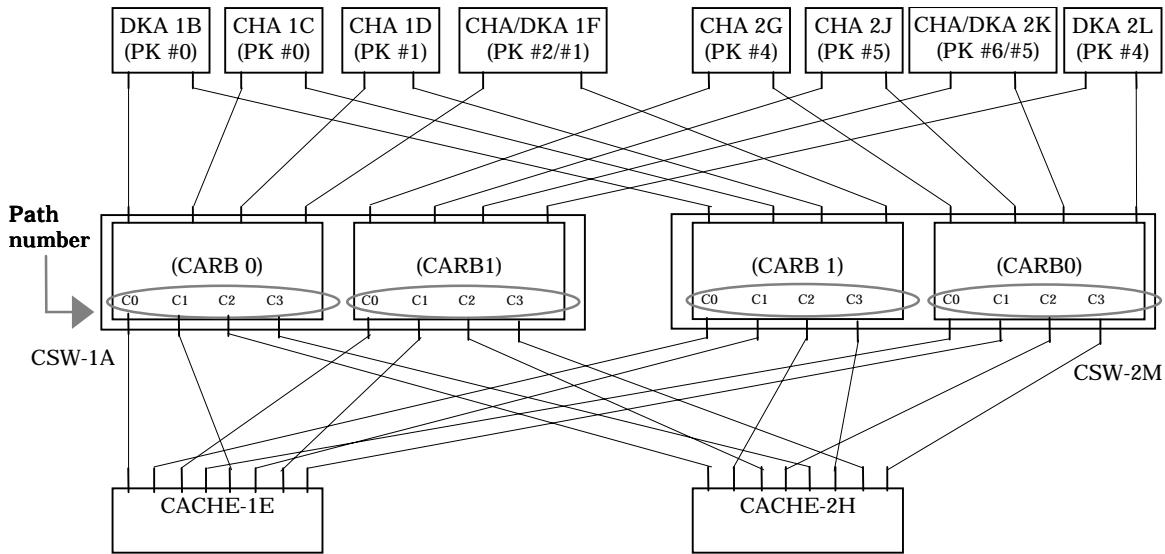 DKA 1B
(PK #0)
CHA 1C
(PK #0)
CHA 1D
(PK #1)
CHA/DKA 1F
(PK #2/#1)
CHA 2G
(PK #4)
CHA 2J
(PK #5)
CHA/DKA 2K
(PK #6/#5)
DKA 2L
(PK #4)
Path
number
(CARB 0)
C0 C1 C2 C3
(CARB1)
C0 C1 C2 C3
(CARB 1)
C0 C1 C2 C3
(CARB0)
C0 C1 C2 C3
CSW-1A
CSW-2M
CACHE-1E
CACHE-2H